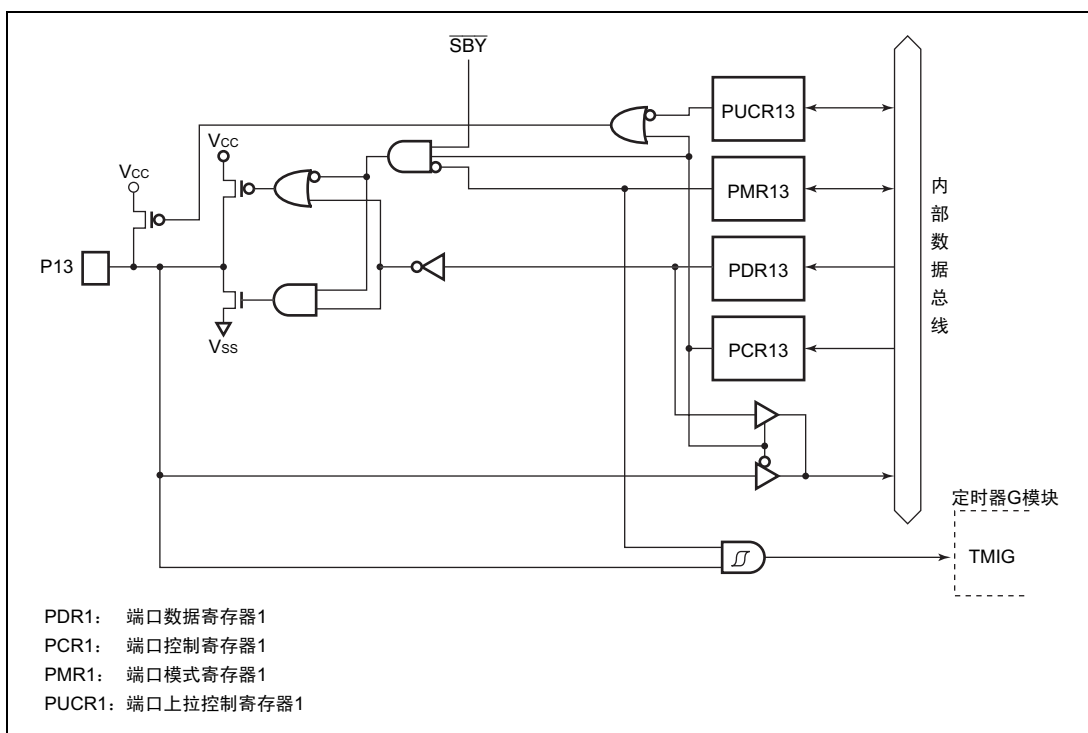 SBY
PUCR13
VCC
VCC
PMR13
内部数据总线
P13
PDR13
VSS
PCR13
定时器G模块
TMIG
PDR1： 端口数据寄存器1
PCR1： 端口控制寄存器1
PMR1： 端口模式寄存器1
PUCR1：端口上拉控制寄存器1